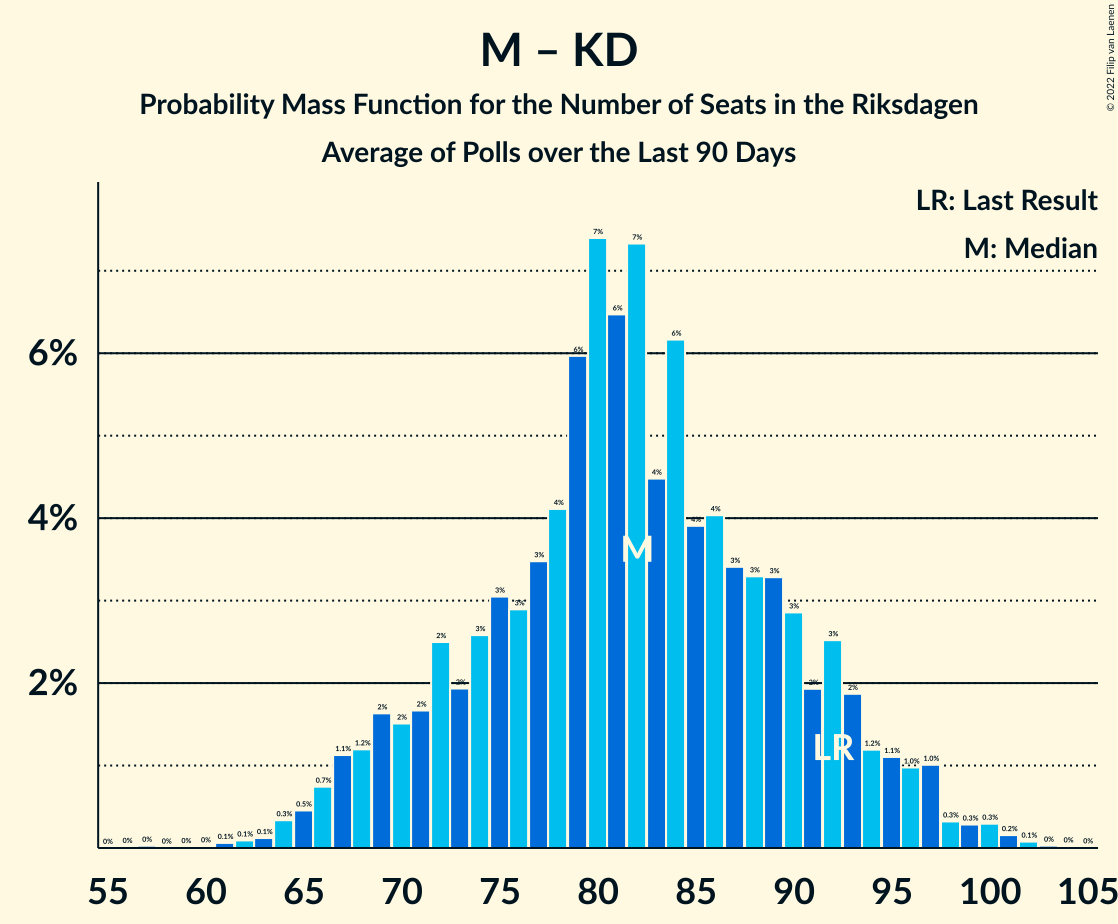 M – KD
Probability Mass Function for the Number of Seats in the Riksdagen
Average of Polls over the Last 90 Days
© 2022 Filip van Laenen
LR: Last Result
M: Median
6%
4%
2%
0% 0% 0% 0% 0% 0% 0.1% 0.1% 0.1% 0.3% 0.5% 0.7% 1.1% 1.2% 2% 2% 2% 2% 2% 3% 3% 3% 3% 4% 6% 7% 6% 7% 4% 6% 4% 4% 3% 3% 3% 3% 2% 3% 2% 1.2% 1.1% 1.0% 1.0% 0.3% 0.3% 0.3% 0.2% 0.1% 0% 0% 0%
M
LR
55 60 65 70 75 80 85 90 95 100 105